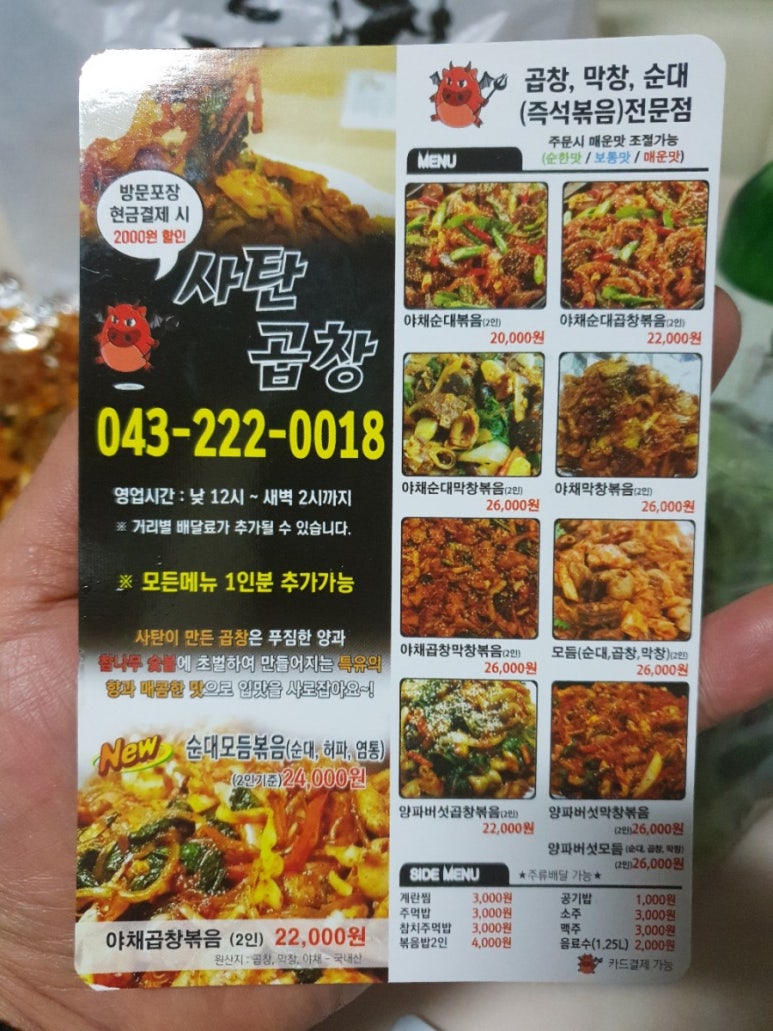 방문포장
현금결제 시
2000원 할인
사탄
곱창
043-222-0018
영업시간 : 낮 12시 ~ 새벽 2시까지
※ 거리별 배달료가 추가될 수 있습니다.
※ 모든메뉴 1인분 추가가능
사탄이 만든 곱창은 푸짐한 양과
참나무 숯불에 초벌하여 만들어지는 특유의
향과 매콤한 맛으로 입맛을 사로잡아요~!
New 순대모듬볶음(순대, 허파, 염통)
(2인기준)24,000원
야채곱창볶음 (2인) 22,000원
원산지 : 곱창, 막창, 야채 - 국내산
곱창, 막창, 순대
(즉석볶음)전문점
주문시 매운맛 조절가능
(순한맛 / 보통맛 / 매운맛)
MENU
야채순대볶음(2인)
20,000원
야채순대곱창볶음(2인)
22,000원
야채순대막창볶음(2인)
26,000원
야채막창볶음(2인)
26,000원
야채곱창막창볶음(2인)
26,000원
모듬(순대,곱창,막창)(2인)
26,000원
양파버섯곱창볶음(2인)
22,000원
양파버섯막창볶음
(2인)26,000원
양파버섯모듬(순대, 곱창, 막창)
(2인)26,000원
SIDE MENU
★주류배달 가능★
계란찜 3,000원
주먹밥 3,000원
참치주먹밥 3,000원
볶음밥2인 4,000원
공기밥 1,000원
소주 3,000원
맥주 3,000원
음료수(1.25L) 2,000원
카드결제 가능